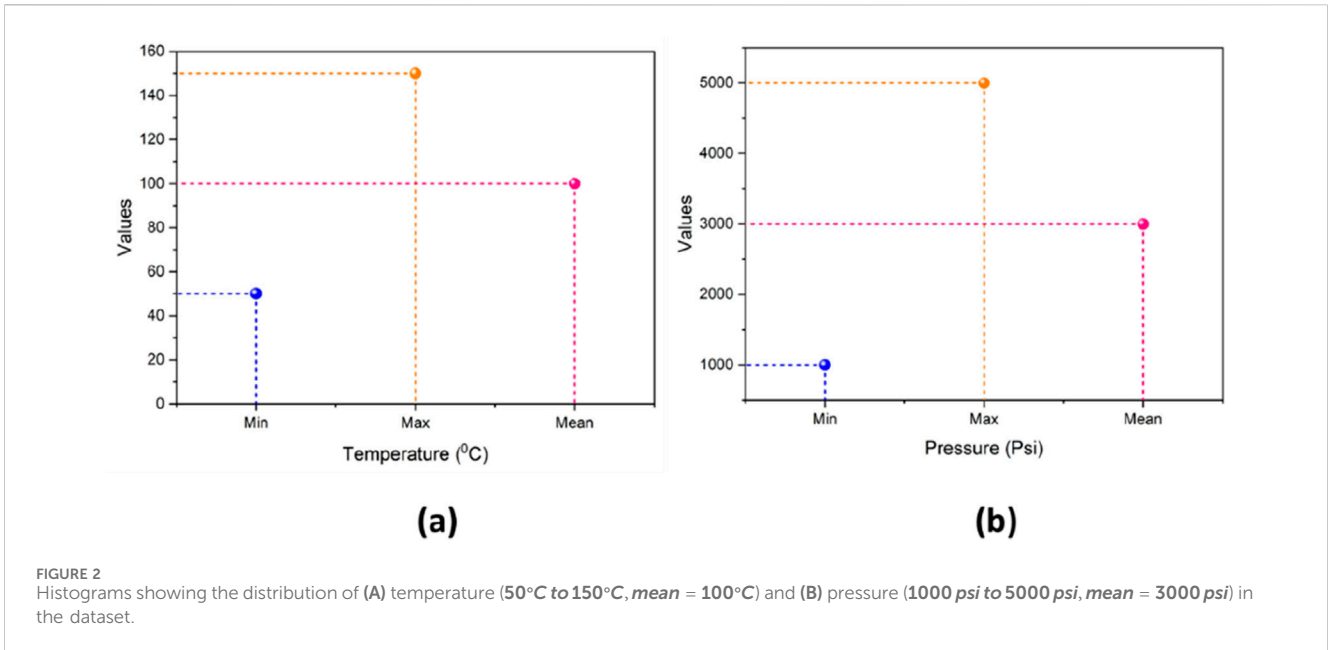 160
140
120
100
80
60
40
20
0
Values
Min Max Mean
Temperature (⁰C)
(a)
5000
4000
3000
2000
1000
Values
Min Max Mean
Pressure (Psi)
(b)
FIGURE 2
Histograms showing the distribution of (A) temperature (50°C to 150°C, mean = 100°C) and (B) pressure (1000 psi to 5000 psi, mean = 3000 psi) in
the dataset.